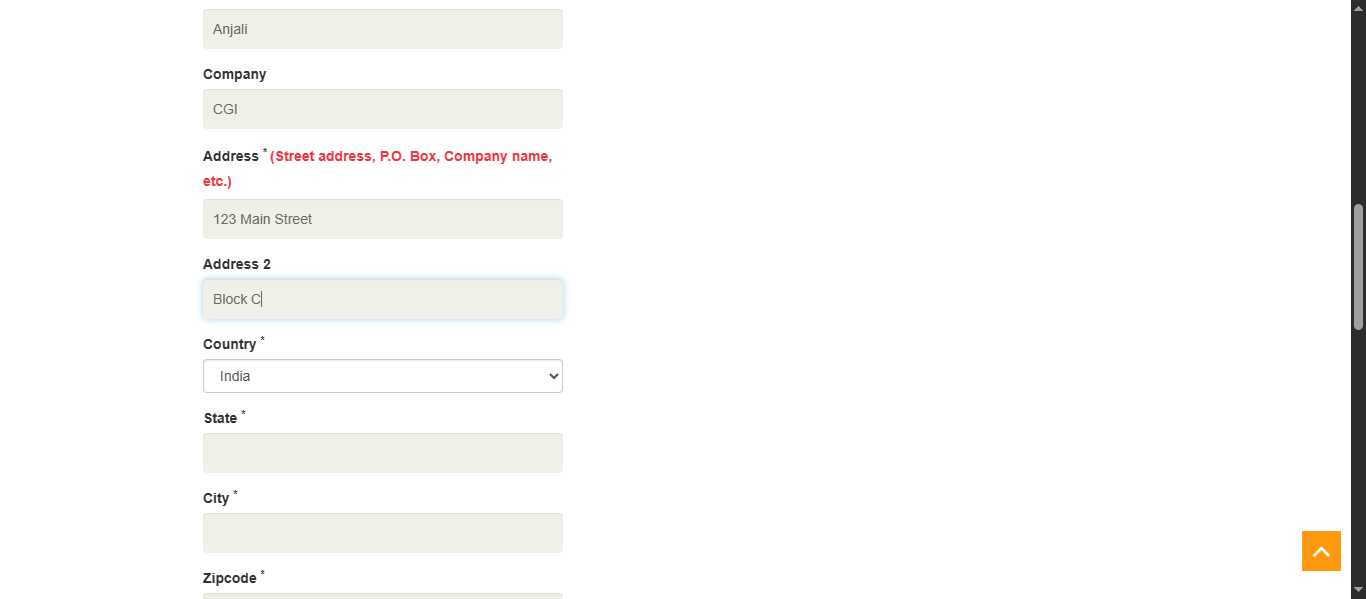 Anjali
Company
CGI
Address * (Street address, P.O. Box, Company name,
etc.)
123 Main Street
Address 2
Block C
Country *
India
State *
City *
Zipcode *